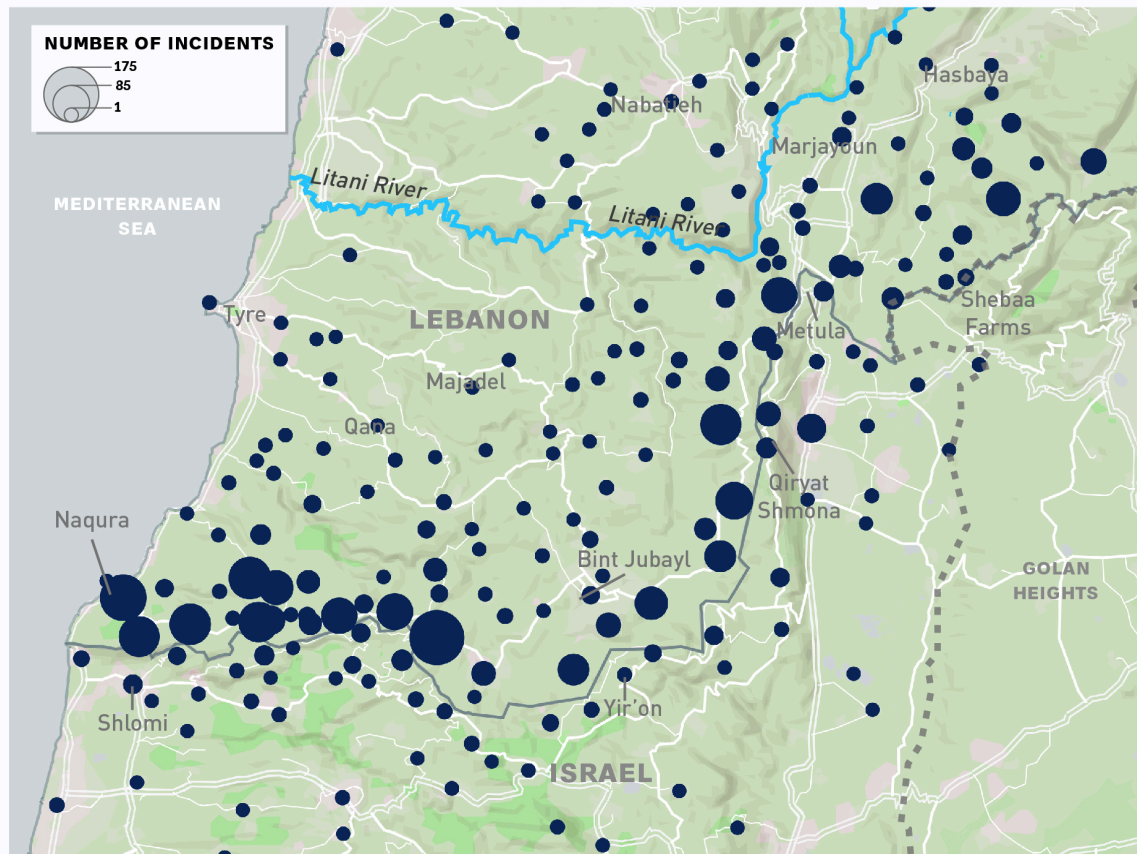 NUMBER OF INCIDENTS
175
85
1
Hasbaya
Nabatieh
Marjayoun
Litani River
MEDITERRANEAN
SEA
Litani River
Shebaa
Farms
Tyre
LEBANON
Metula
Majadel
Qana
Qiryat
Shmona
Naqura
Bint Jubayl
GOLAN
HEIGHTS
Shlomi
Yir'on
ISRAEL